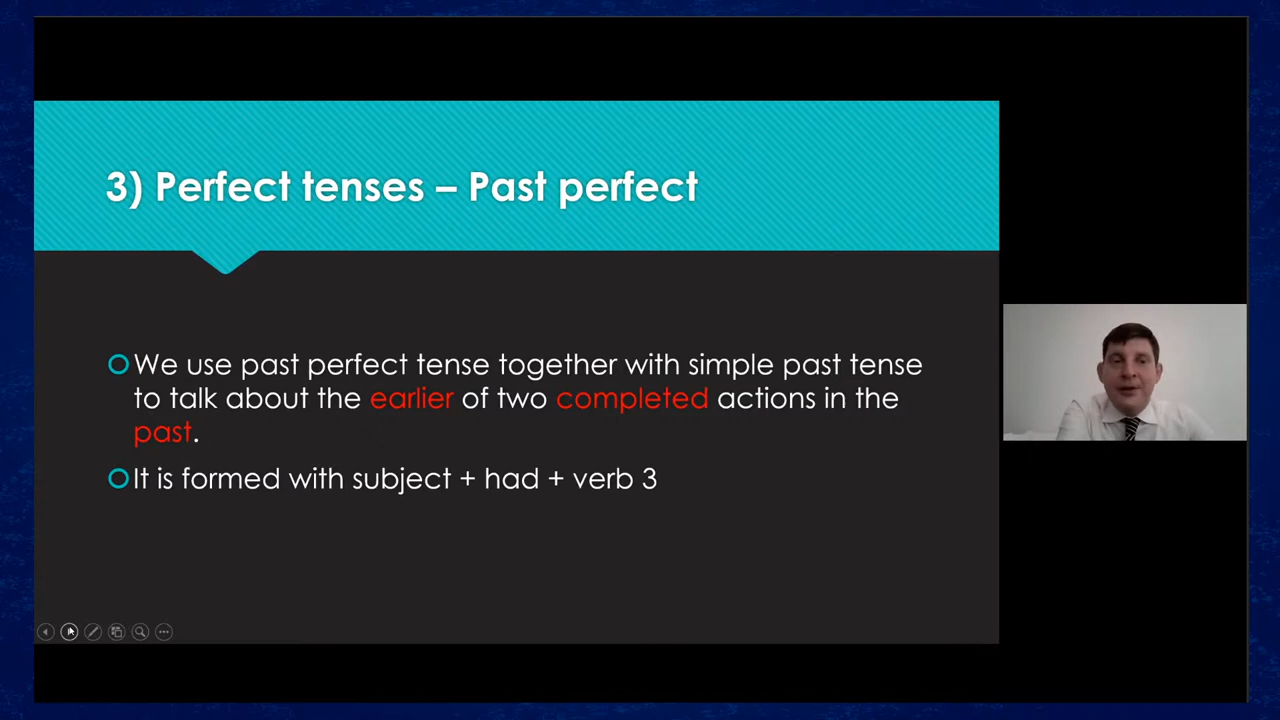 3) Perfect tenses – Past perfect
We use past perfect tense together with simple past tense
to talk about the earlier of two completed actions in the
past.
It is formed with subject + had + verb 3